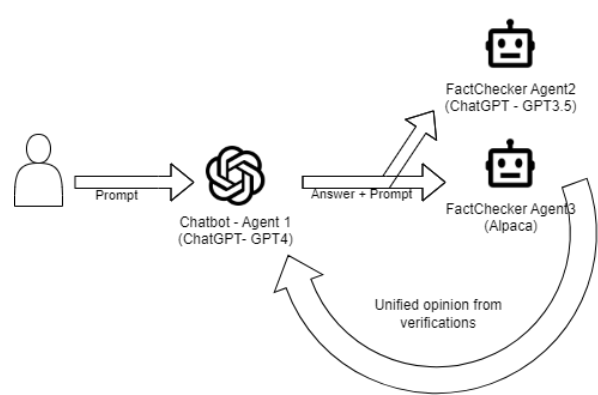 FactChecker Agent2
(ChatGPT - GPT3.5)
Prompt
Answer + Prompt
Chatbot - Agent 1
(ChatGPT- GPT4)
FactChecker Agent3
(Alpaca)
Unified opinion from
verifications